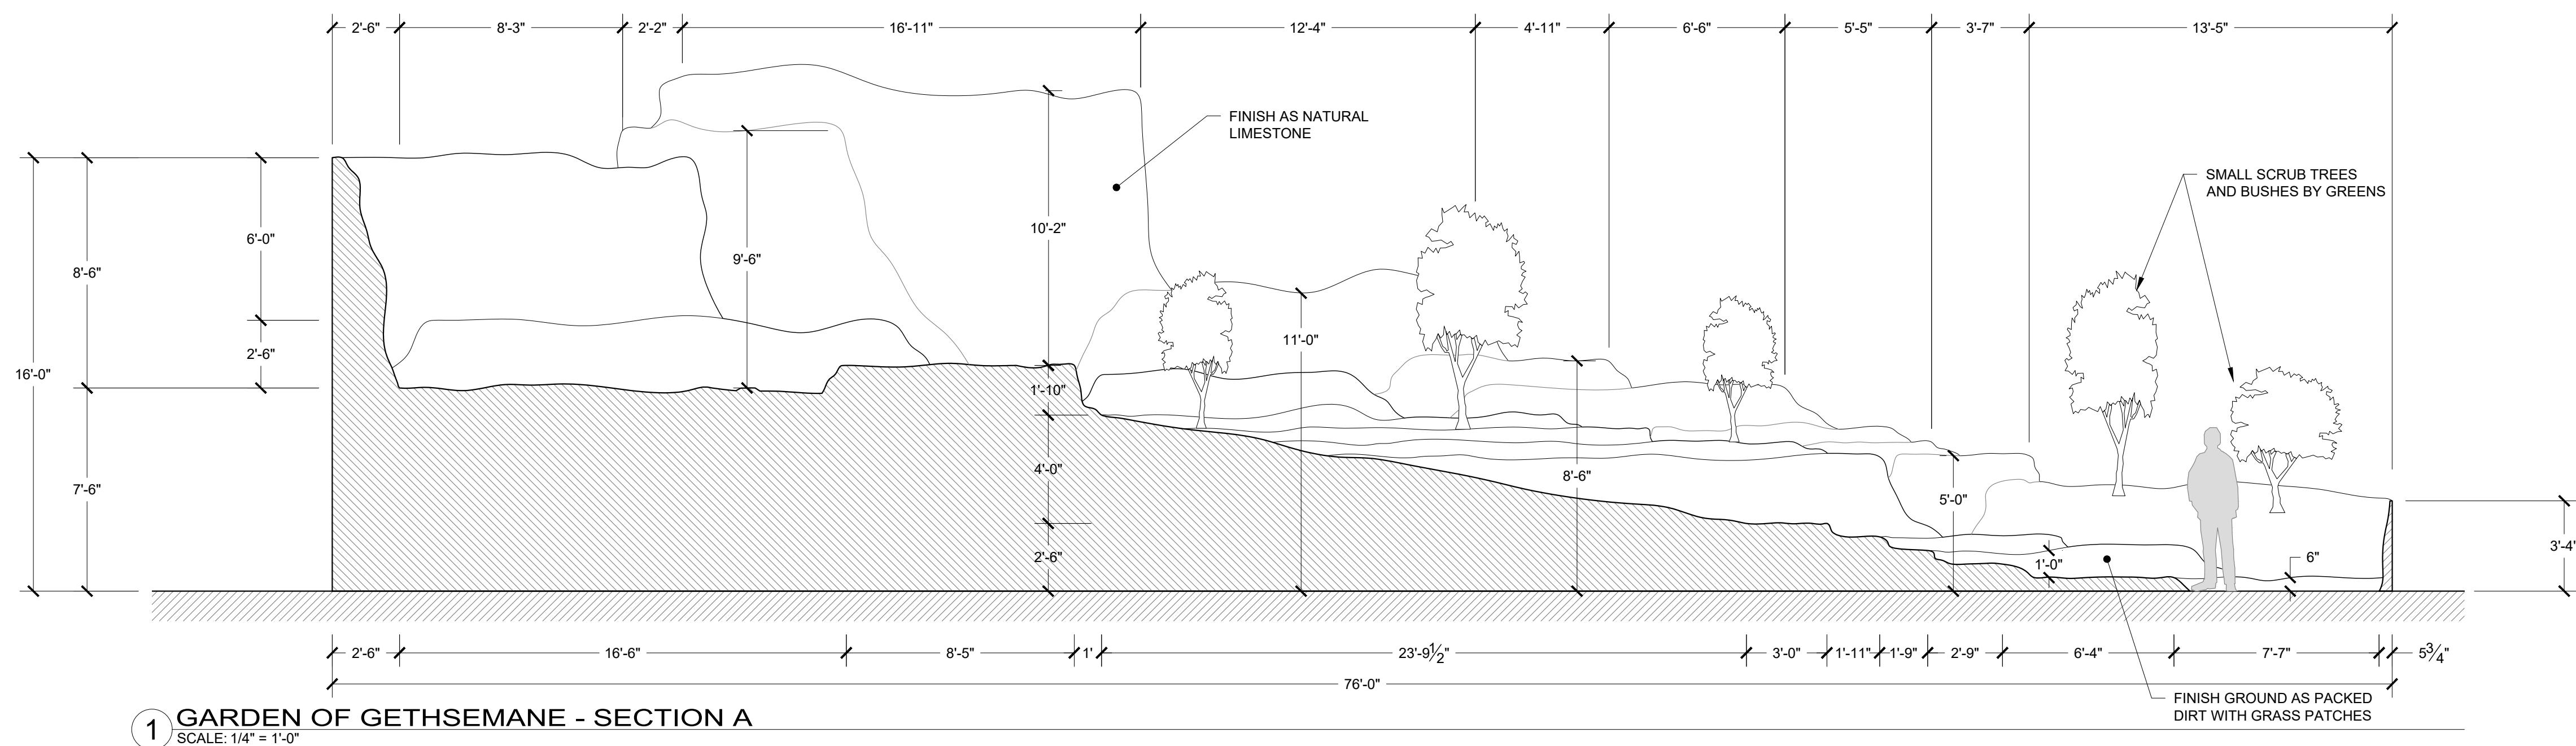 2'-6" 8'-3" 2'-2" 16'-11" 12'-4" 4'-11" 6'-6" 5'-5" 3'-7" 13'-5"
FINISH AS NATURAL
LIMESTONE
SMALL SCRUB TREES
AND BUSHES BY GREENS
16'-0"
8'-6"
7'-6"
6'-0"
2'-6"
9'-6"
10'-2"
1'-10"
4'-0"
2'-6"
11'-0"
8'-6"
5'-0"
1'-0"
6"
3'-4"
2'-6" 16'-6" 8'-5" 1' 23'-9 1/2" 3'-0" 1'-11" 1'-9" 2'-9" 6'-4" 7'-7" 5 3/4"
76'-0"
FINISH GROUND AS PACKED
DIRT WITH GRASS PATCHES
1 GARDEN OF GETHSEMANE - SECTION A
SCALE: 1/4" = 1'-0"